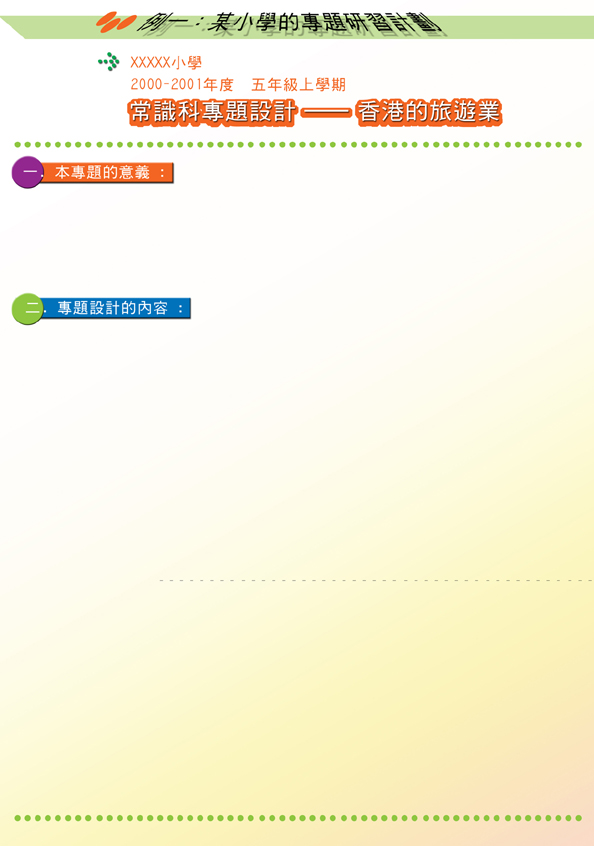 例一：某小學的專題研習計劃
XXXXX小學
2000-2001年度　五年級上學期
常識科專題設計 —— 香港的旅遊業
一．本專題的意義 ：
二．專題設計的內容 ：